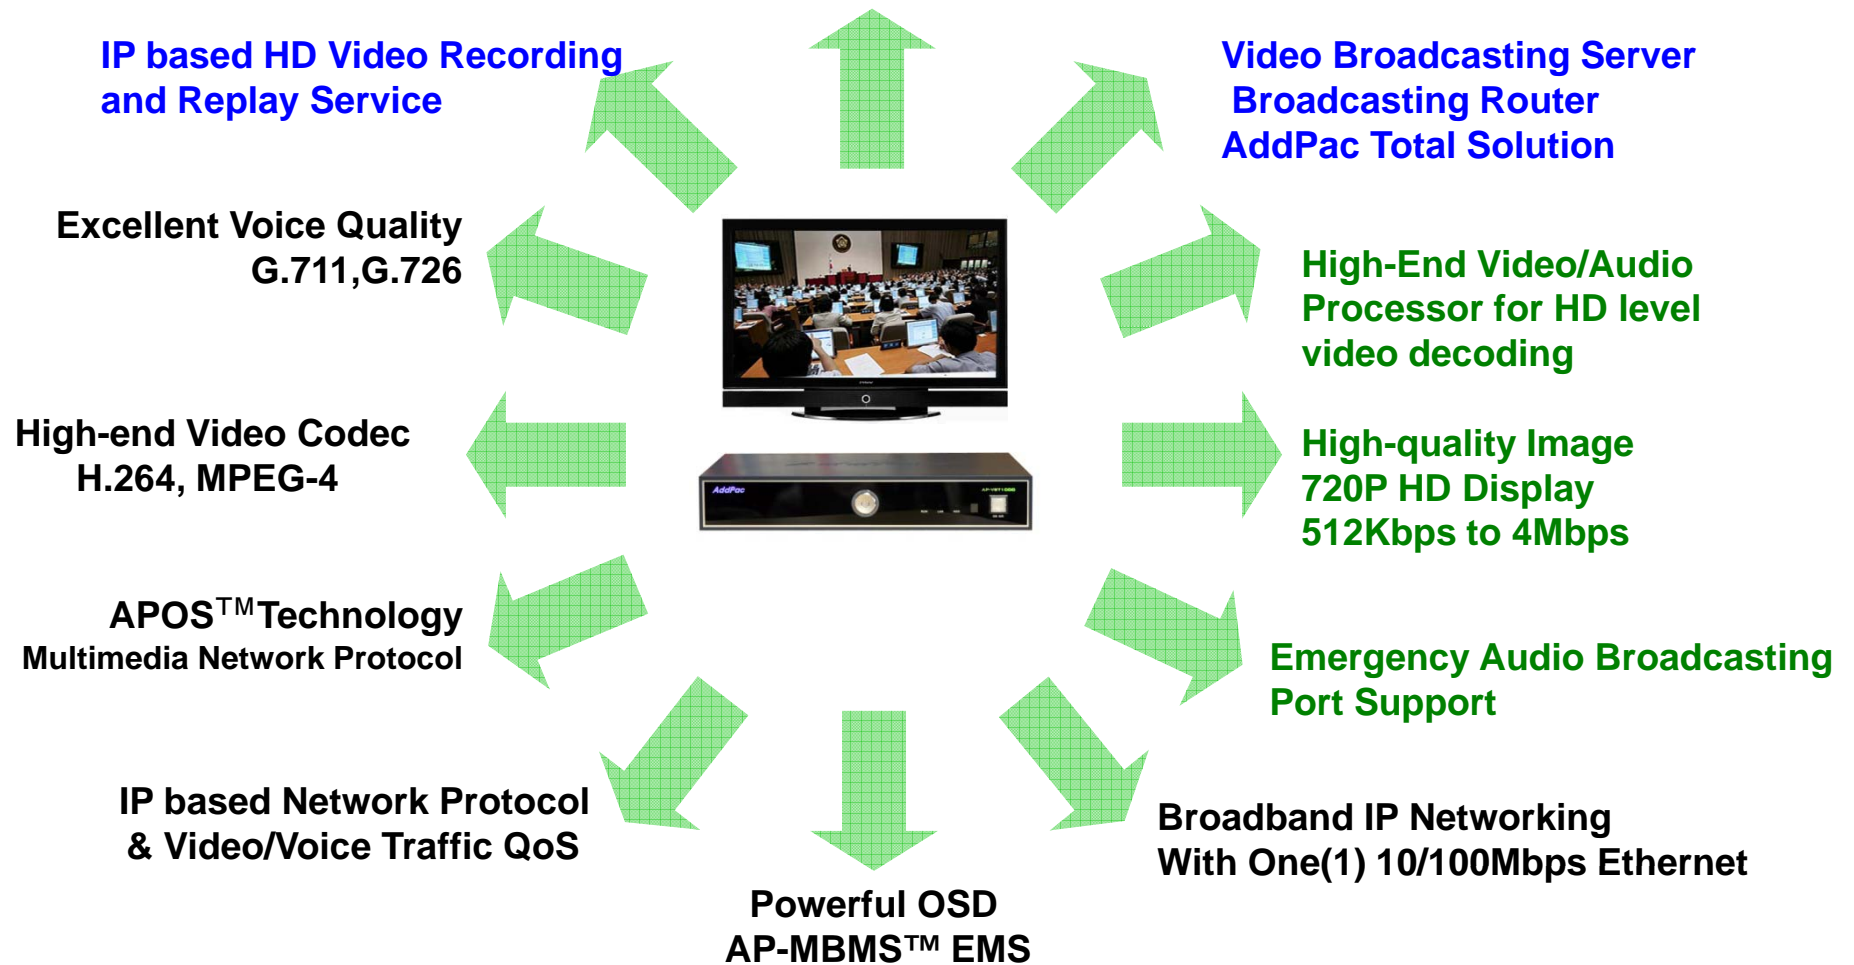 IP based HD Video Recording
and Replay Service
Video Broadcasting Server
Broadcasting Router
AddPac Total Solution
Excellent Voice Quality
G.711,G.726
High-End Video/Audio
Processor for HD level
video decoding
High-end Video Codec
H.264, MPEG-4
High-quality Image
720P HD Display
512Kbps to 4Mbps
AddPac
APOS™Technology
Multimedia Network Protocol
Emergency Audio Broadcasting
Port Support
IP based Network Protocol
& Video/Voice Traffic QoS
Broadband IP Networking
With One(1) 10/100Mbps Ethernet
Powerful OSD
AP-MBMS™ EMS